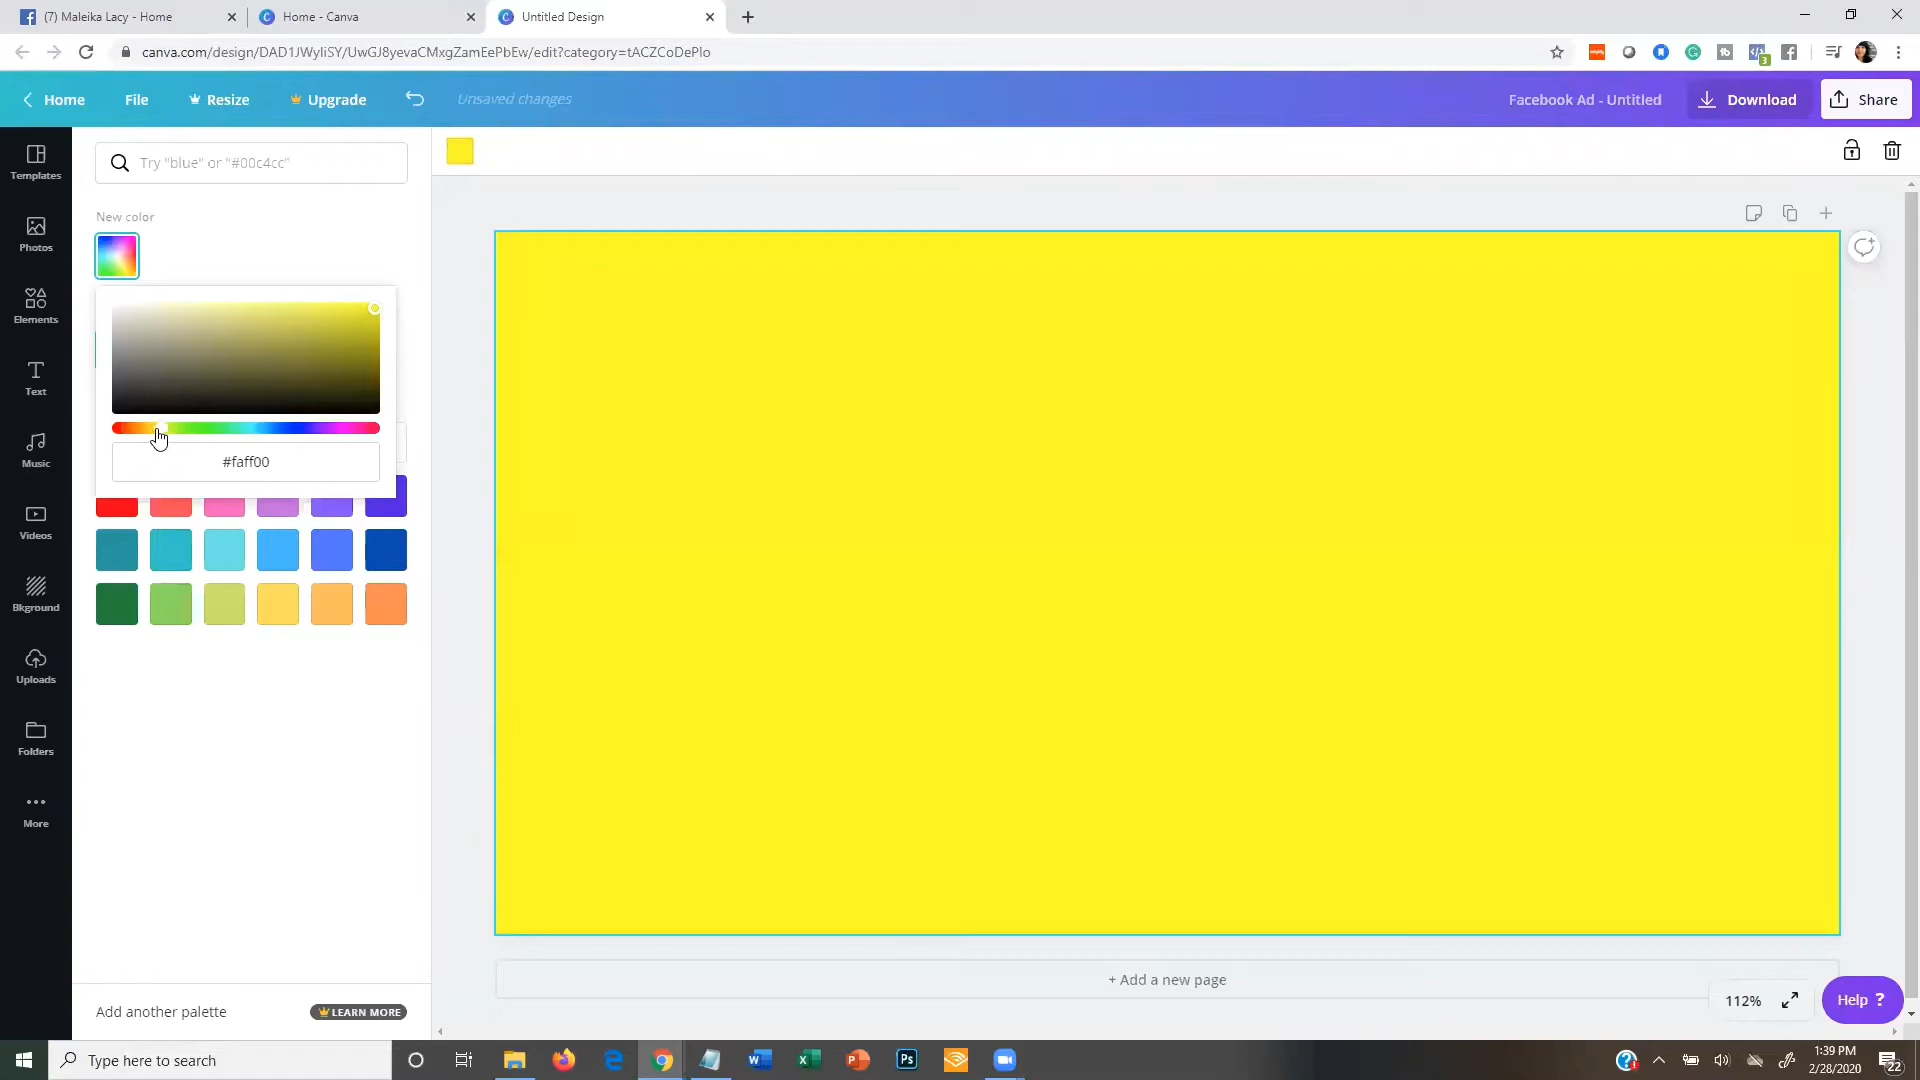 (7) Maleika Lacy - Home
Home - Canva
Untitled Design
canva.com/design/DAD1JWyliSY/UwGJ8yevaCMxgZamEePbEw/edit?category=tACZCoDePlo
Home
File
Resize
Upgrade
Unsaved changes
Facebook Ad - Untitled
Download
Share
Templates
Photos
Elements
Text
Music
Videos
Bkground
Uploads
Folders
More
Try "blue" or "#00c4cc"
New color
#faff00
Add another palette
LEARN MORE
+ Add a new page
112%
Help ?
Type here to search
1:39 PM
2/28/2020
22
3